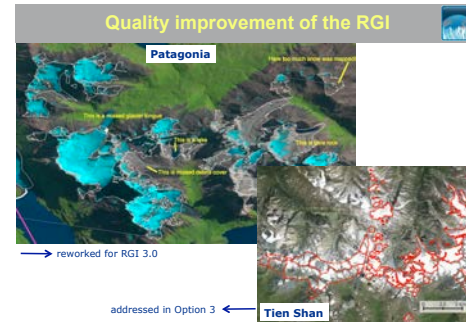 Quality improvement of the RGI
Patagonia
Here too much snow was mapped
This is a missed glacier tongue
This is a lake
This is bare rock
This is missed debris cover
reworked for RGI 3.0
addressed in Option 3
Tien Shan